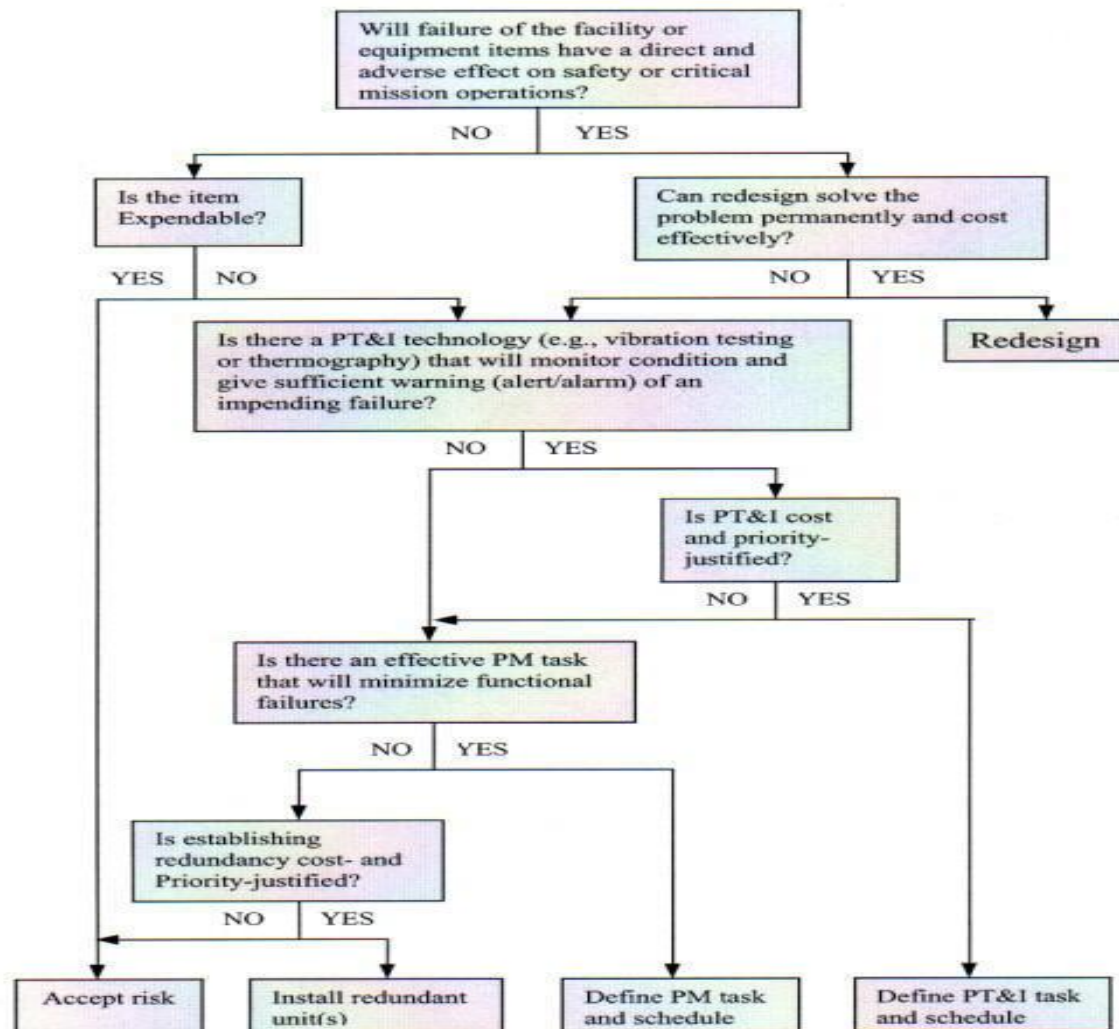 Will failure of the facility or
equipment items have a direct and
adverse effect on safety or critical
mission operations?
NO YES
Is the item
Expendable?
Can redesign solve the
problem permanently and cost
effectively?
YES NO
NO YES
Is there a PT&I technology (e.g., vibration testing
or thermography) that will monitor condition and
give sufficient warning (alert/alarm) of an
impending failure?
Redesign
NO YES
Is PT&I cost
and priority-
justified?
NO YES
Is there an effective PM task
that will minimize functional
failures?
NO YES
Is establishing
redundancy cost- and
Priority-justified?
NO YES
Accept risk
Install redundant
unit(s)
Define PM task
and schedule
Define PT&I task
and schedule